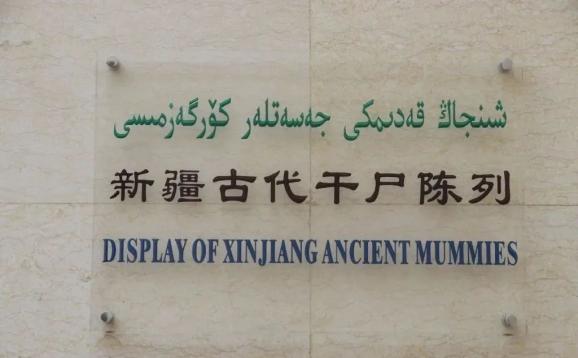 شىنجاڭ قەدىمكى جەسەتلەر كۆرگەزمىسى
新疆古代干尸陈列
DISPLAY OF XINJIANG ANCIENT MUMMIES